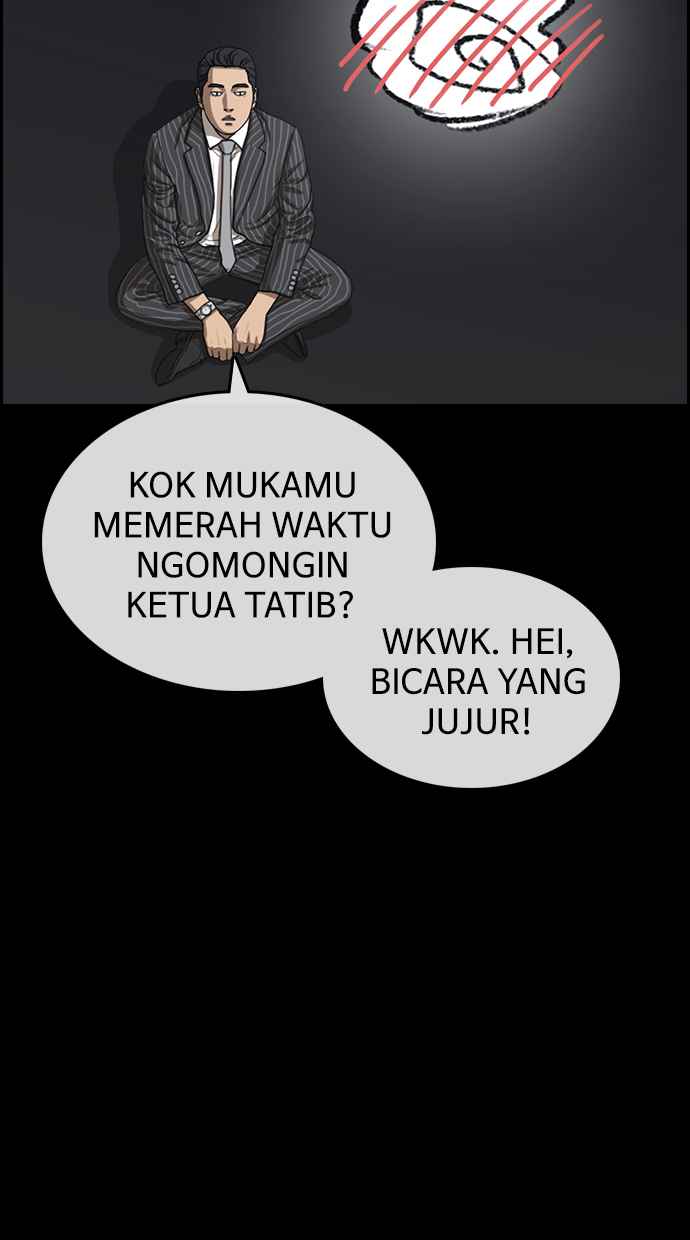 KOK MUKAMU
MEMERAH WAKTU
NGOMONGIN
KETUA TATIB?
WKWK. HEI,
BICARA YANG
JUJUR!